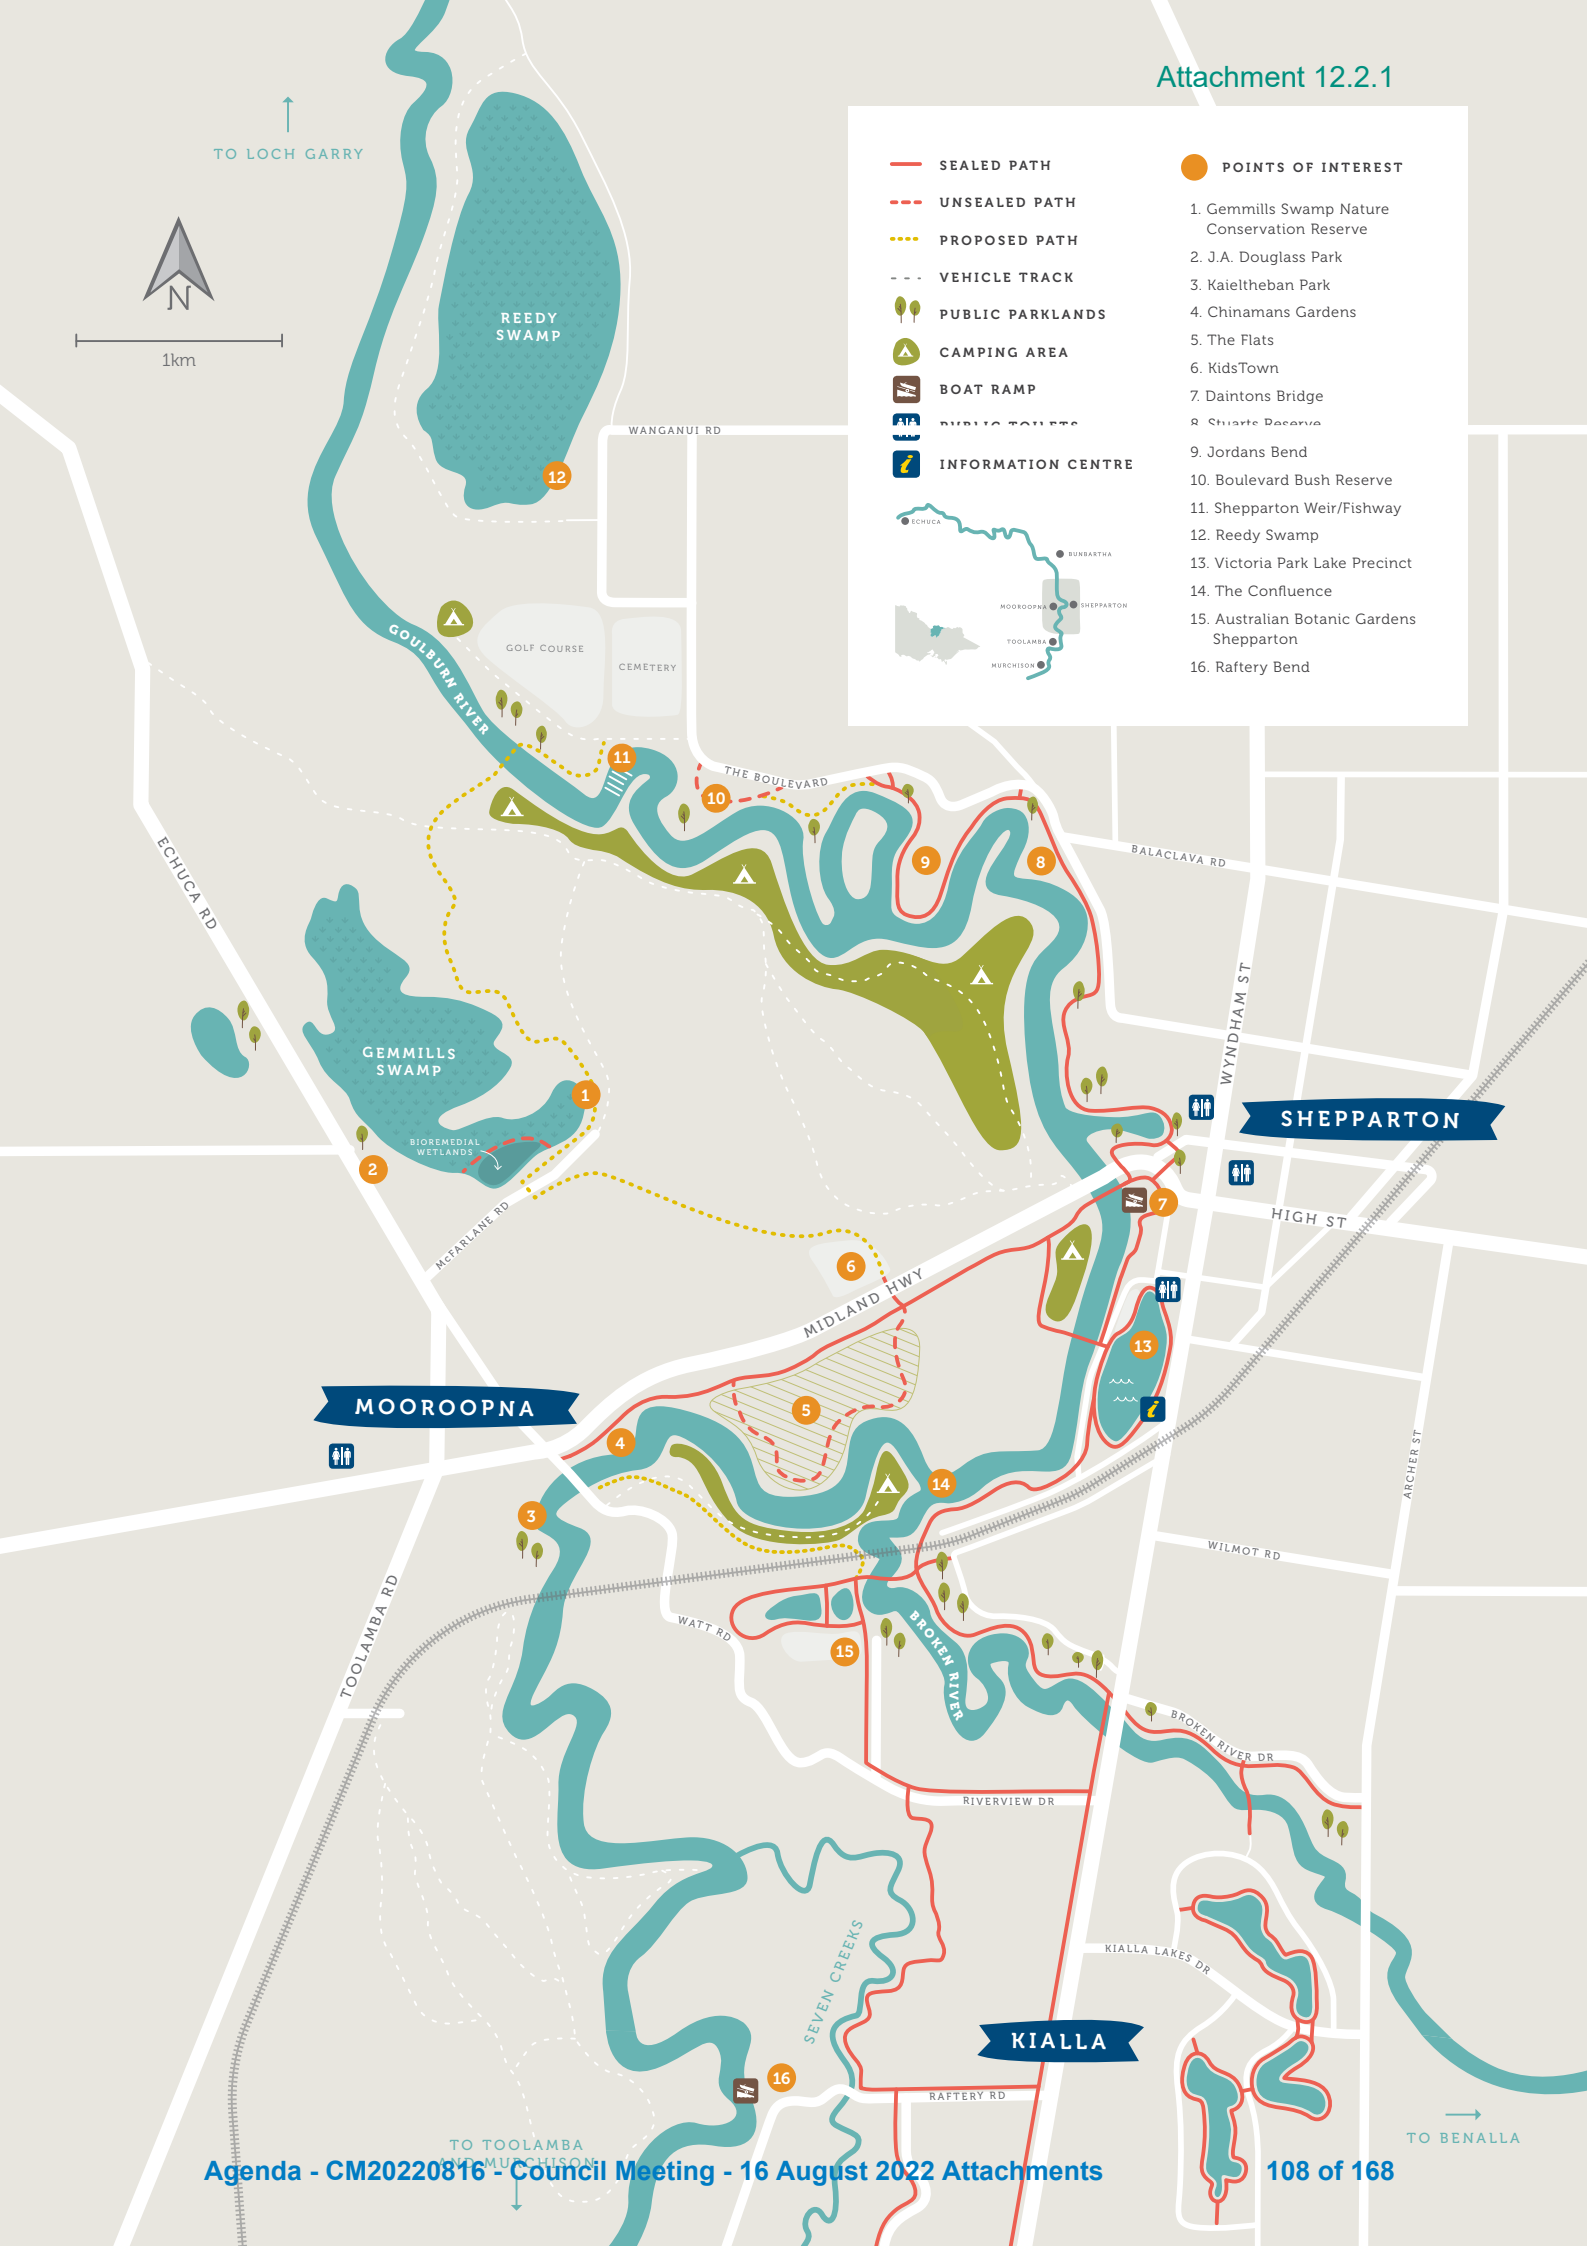 Attachment 12.2.1
TO LOCH GARRY
N
1km
SEALED PATH
UNSEALED PATH
PROPOSED PATH
VEHICLE TRACK
PUBLIC PARKLANDS
CAMPING AREA
BOAT RAMP
PUBLIC TOILETS
i
INFORMATION CENTRE
POINTS OF INTEREST
1. Gemmills Swamp Nature
Conservation Reserve
2. J.A. Douglass Park
3. Kaieltheban Park
4. Chinamans Gardens
5. The Flats
6. KidsTown
7. Daintons Bridge
8. Stuarts Reserve
9. Jordans Bend
10. Boulevard Bush Reserve
11. Shepparton Weir/Fishway
12. Reedy Swamp
13. Victoria Park Lake Precinct
14. The Confluence
15. Australian Botanic Gardens
Shepparton
16. Raftery Bend
ECHUCA
BUNBARTHA
MOOROOPNA
SHEPPARTON
TOOLAMBA
MURCHISON
REEDY
SWAMP
WANGANUI RD
12
GOULBURN RIVER
GOLF COURSE
CEMETERY
11
THE BOULEVARD
10
9
8
BALACLAVA RD
ECHUCA RD
WYNDHAM ST
GEMMILLS
SWAMP
1
BIOREMEDIAL
WETLANDS
2
SHEPPARTON
McFARLANE RD
7
HIGH ST
6
MIDLAND HWY
13
i
MOOROOPNA
5
4
14
3
ARCHER ST
WILMOT RD
TOOLAMBA RD
WATT RD
BROKEN RIVER
15
BROKEN RIVER DR
RIVERVIEW DR
SEVEN CREEKS
KIALLA LAKES DR
KIALLA
16
RAFTERY RD
TO BENALLA
TO TOOLAMBA
AND MURCHISON
Agenda - CM20220816 - Council Meeting - 16 August 2022 Attachments
108 of 168